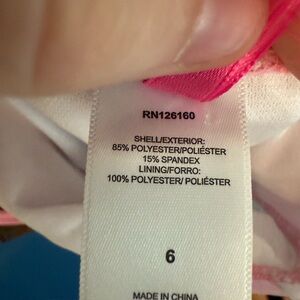 RN126160
SHELL/EXTERIOR:
85% POLYESTER/POLIÉSTER
15% SPANDEX
LINING/FORRO:
100% POLYESTER/ POLIÉSTER
6
MADE IN CHINA